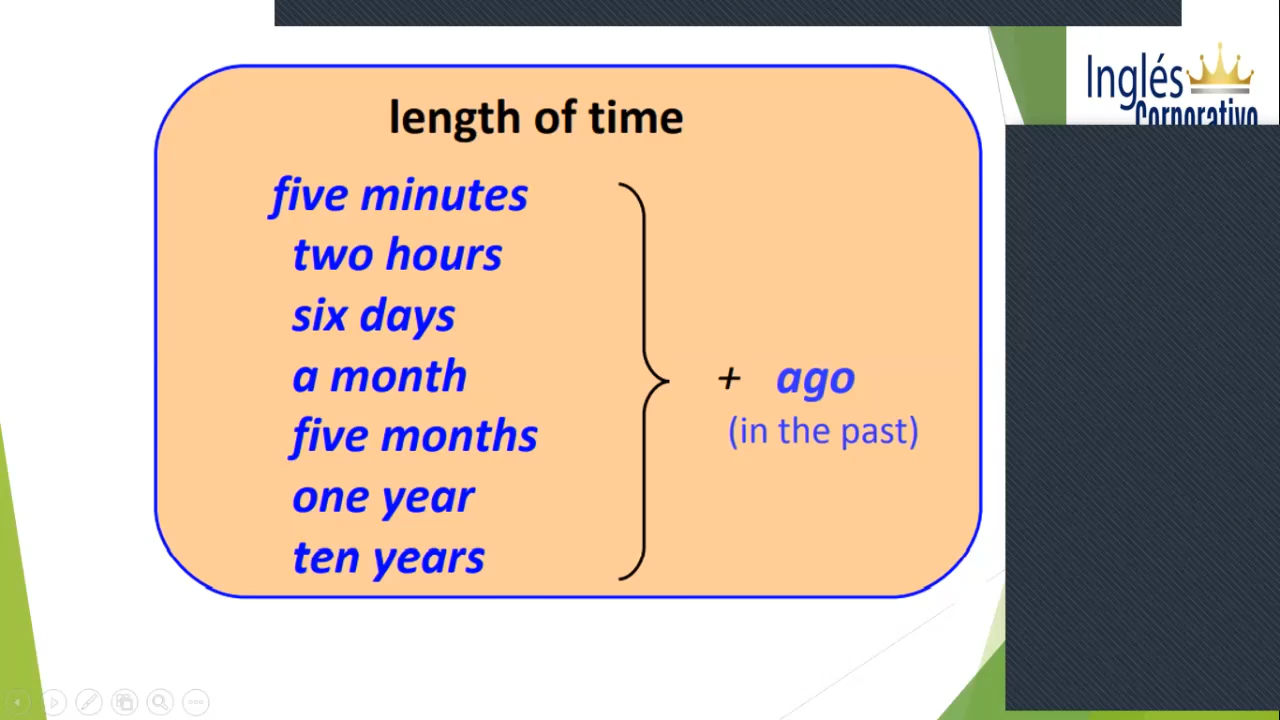 Inglés
Corporativo
length of time
five minutes
two hours
six days
a month
five months
one year
ten years
+ ago
(in the past)